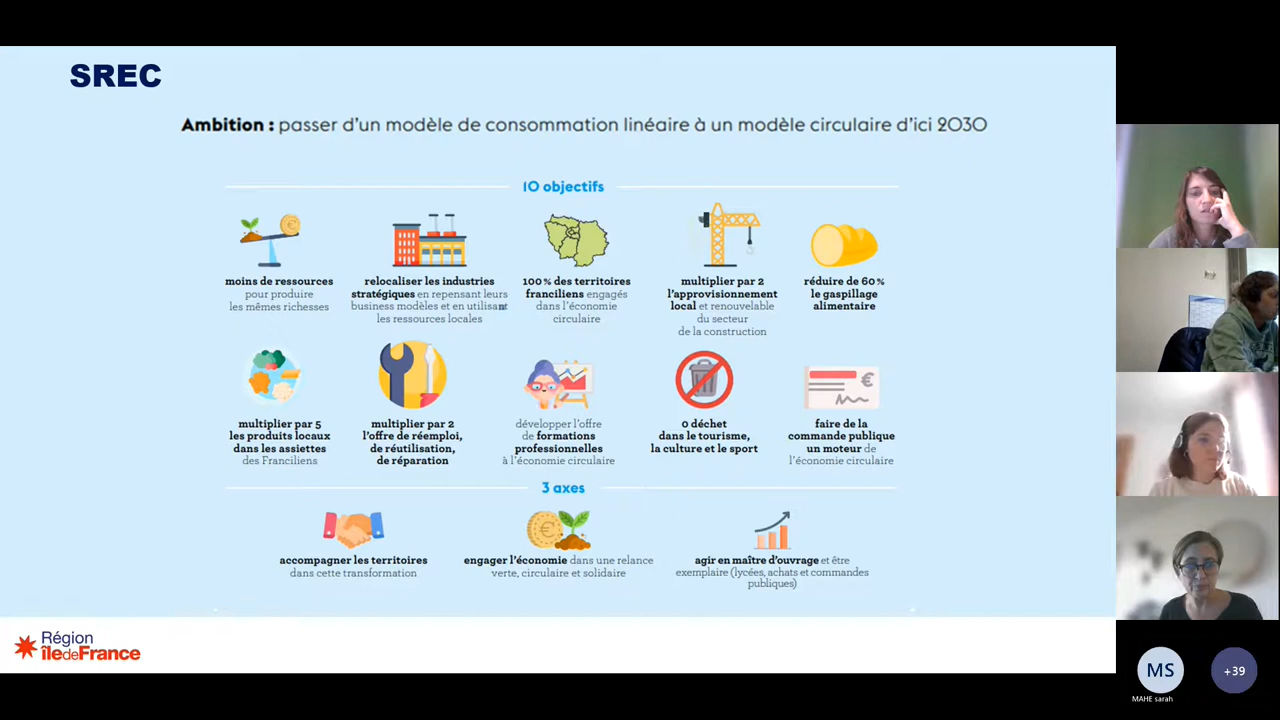 SREC
Ambition : passer d'un modèle de consommation linéaire à un modèle circulaire d'ici 2030
10 objectifs
moins de ressources
pour produire
les mêmes richesses
relocaliser les industries
stratégiques en repensant leurs
business modèles et en utilisant
les ressources locales
100 % des territoires
franciliens engagés
dans l'économie
circulaire
multiplier par 2
l'approvisionnement
local et renouvelable
du secteur
de la construction
réduire de 60 %
le gaspillage
alimentaire
multiplier par 5
les produits locaux
dans les assiettes
des Franciliens
multiplier par 2
l'offre de réemploi,
de réutilisation,
de réparation
développer l'offre
de formations
professionnelles
à l'économie circulaire
0 déchet
dans le tourisme,
la culture et le sport
faire de la
commande publique
un moteur de
l'économie circulaire
3 axes
accompagner les territoires
dans cette transformation
engager l'économie dans une relance
verte, circulaire et solidaire
agir en maître d'ouvrage et être
exemplaire (lycées, achats et commandes
publiques)
Région
îledeFrance
MS
MAHE sarah
+39